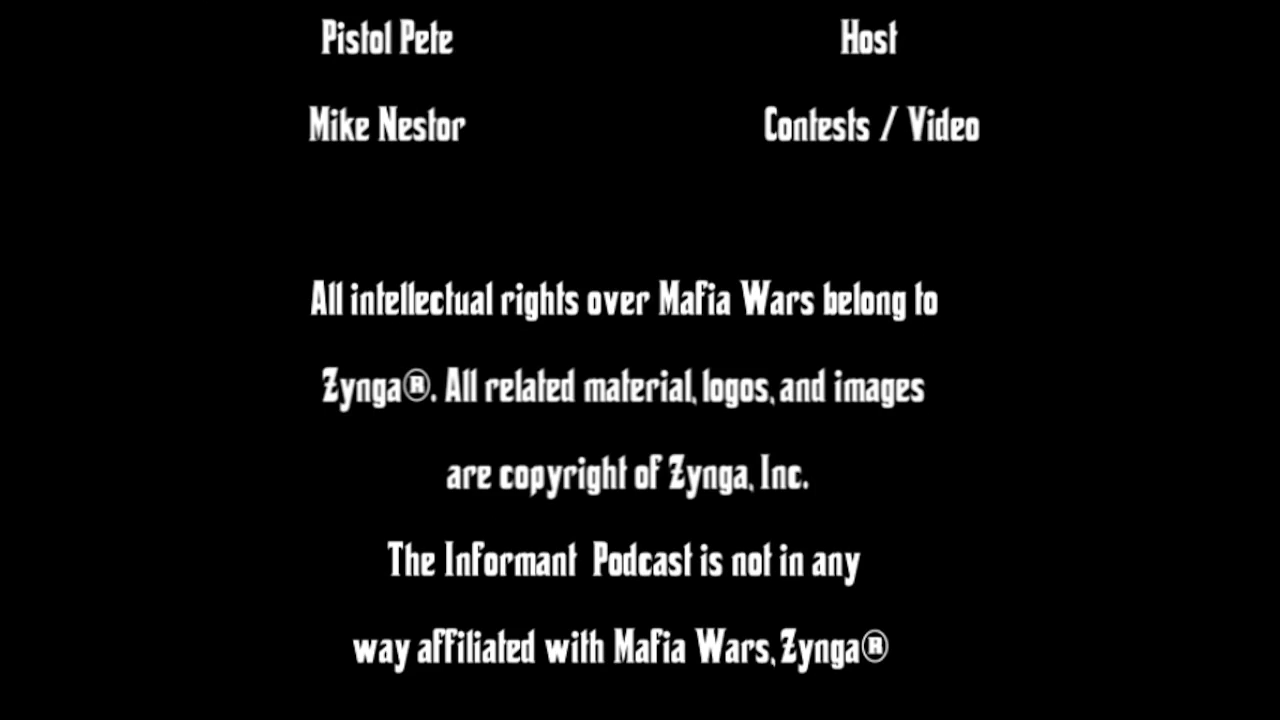 Pistol Pete Host
Mike Nestor Contests / Video
All intellectual rights over Mafia Wars belong to
Zynga®. All related material, logos, and images
are copyright of Zynga, Inc.
The Informant Podcast is not in any
way affiliated with Mafia Wars, Zynga®